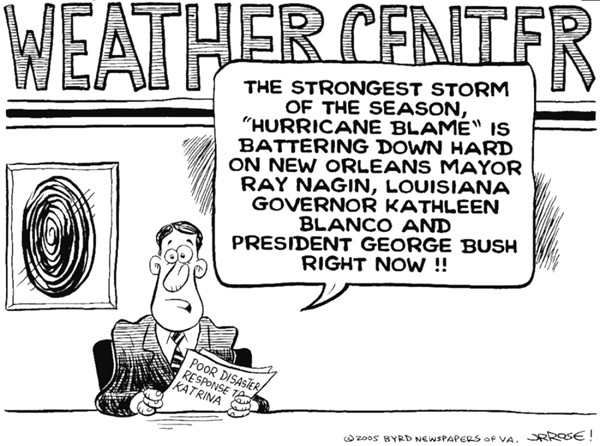 WEATHER CENTER
THE STRONGEST STORM
OF THE SEASON,
"HURRICANE BLAME" IS
BATTERING DOWN HARD
ON NEW ORLEANS MAYOR
RAY NAGIN, LOUISIANA
GOVERNOR KATHLEEN
BLANCO AND
PRESIDENT GEORGE BUSH
RIGHT NOW !!
POOR DISASTER
RESPONSE TO
KATRINA
©2005 BYRD NEWSPAPERS OF VA. JRROSE!